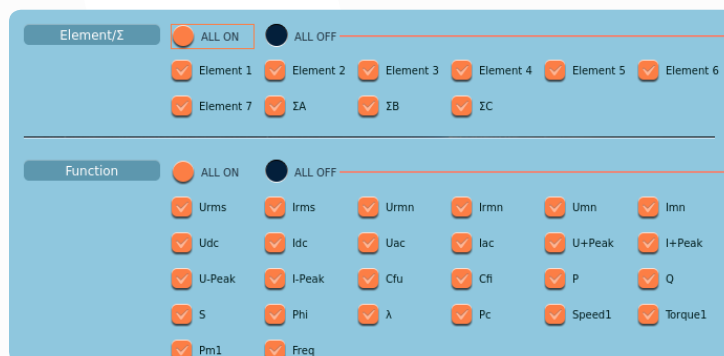 Element/Σ ALL ON ALL OFF
Element 1 Element 2 Element 3 Element 4 Element 5 Element 6
Element 7 ΣA ΣB ΣC
Function ALL ON ALL OFF
Urms Irms Urmn Irmn Umn Imn
Udc Idc Uac Iac U+Peak I+Peak
U-Peak I-Peak Cfu Cfi P Q
S Phi λ Pc Speed1 Torque1
Pm1 Freq